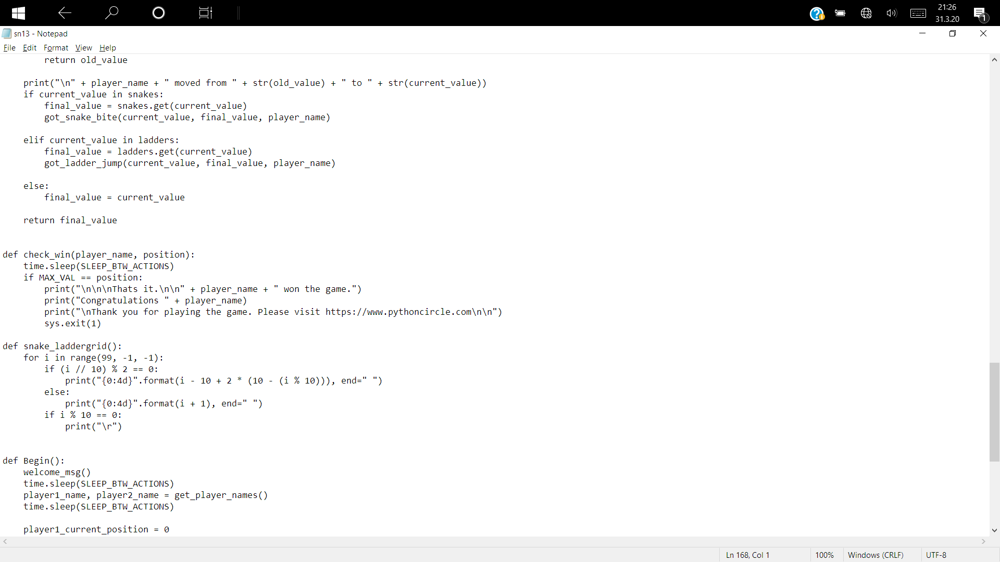 21:26
31.3.20
1
sn13 - Notepad
File Edit Format View Help
        return old_value

    print("\n" + player_name + " moved from " + str(old_value) + " to " + str(current_value))
    if current_value in snakes:
        final_value = snakes.get(current_value)
        got_snake_bite(current_value, final_value, player_name)

    elif current_value in ladders:
        final_value = ladders.get(current_value)
        got_ladder_jump(current_value, final_value, player_name)

    else:
        final_value = current_value

    return final_value


def check_win(player_name, position):
    time.sleep(SLEEP_BTW_ACTIONS)
    if MAX_VAL == position:
        print("\n\n\nThats it.\n\n" + player_name + " won the game.")
        print("Congratulations " + player_name)
        print("\nThank you for playing the game. Please visit https://www.pythoncircle.com\n\n")
        sys.exit(1)

def snake_laddergrid():
    for i in range(99, -1, -1):
        if (i // 10) % 2 == 0:
            print("{0:4d}".format(i - 10 + 2 * (10 - (i % 10))), end=" ")
        else:
            print("{0:4d}".format(i + 1), end=" ")
        if i % 10 == 0:
            print("\r")


def Begin():
    welcome_msg()
    time.sleep(SLEEP_BTW_ACTIONS)
    player1_name, player2_name = get_player_names()
    time.sleep(SLEEP_BTW_ACTIONS)

    player1_current_position = 0
Ln 168, Col 1
100%
Windows (CRLF)
UTF-8